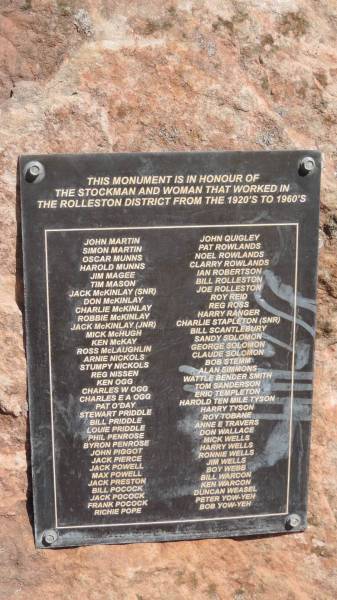 THIS MONUMENT IS IN HONOUR OF
THE STOCKMAN AND WOMAN THAT WORKED IN
THE ROLLESTON DISTRICT FROM THE 1920'S TO 1960'S
JOHN MARTIN
SIMON MARTIN
OSCAR MUNNS
HAROLD MUNNS
JIM MAGEE
TIM MASON
JACK McKINLAY (SNR)
DON McKINLAY
CHARLIE McKINLAY
ROBBIE McKINLAY
JACK McKINLAY (JNR)
MICK McHUGH
KEN McKAY
ROSS McLAUGHLIN
ARNIE NICKOLS
STUMPY NICKOLS
REG NISSEN
KEN OGG
CHARLES W OGG
CHARLES E A OGG
PAT O'DAY
STEWART PRIDDLE
BILL PRIDDLE
LOUIE PRIDDLE
PHIL PENROSE
BYRON PENROSE
JOHN PIGGOT
JACK PIERCE
JACK POWELL
MAX POWELL
JACK PRESTON
BILL POCOCK
JACK POCOCK
FRANK POCOCK
RICHIE POPE
JOHN QUIGLEY
PAT ROWLANDS
NOEL ROWLANDS
CLARRY ROWLANDS
IAN ROBERTSON
BILL ROLLESTON
JOE ROLLESTON
ROY REID
REG ROSS
HARRY RANGER
CHARLIE STAPLETON (SNR)
BILL SCANTLEBURY
SANDY SOLOMON
GEORGE SOLOMON
CLAUDE SOLOMON
BOB STEMM
ALAN SIMMONS
WATTLE BENDER SMITH
TOM SANDERSON
ERIC TEMPLETON
HAROLD TEN MILE TYSON
HARRY TYSON
ROY TOBANE
ANNE E TRAVERS
DON WALLACE
MICK WELLS
HARRY WELLS
RONNIE WELLS
JIM WELLS
BOY WEBB
BILL WARCON
KEN WARCON
DUNCAN WEASEL
PETER YOW-YEH
BOB YOW-YEH